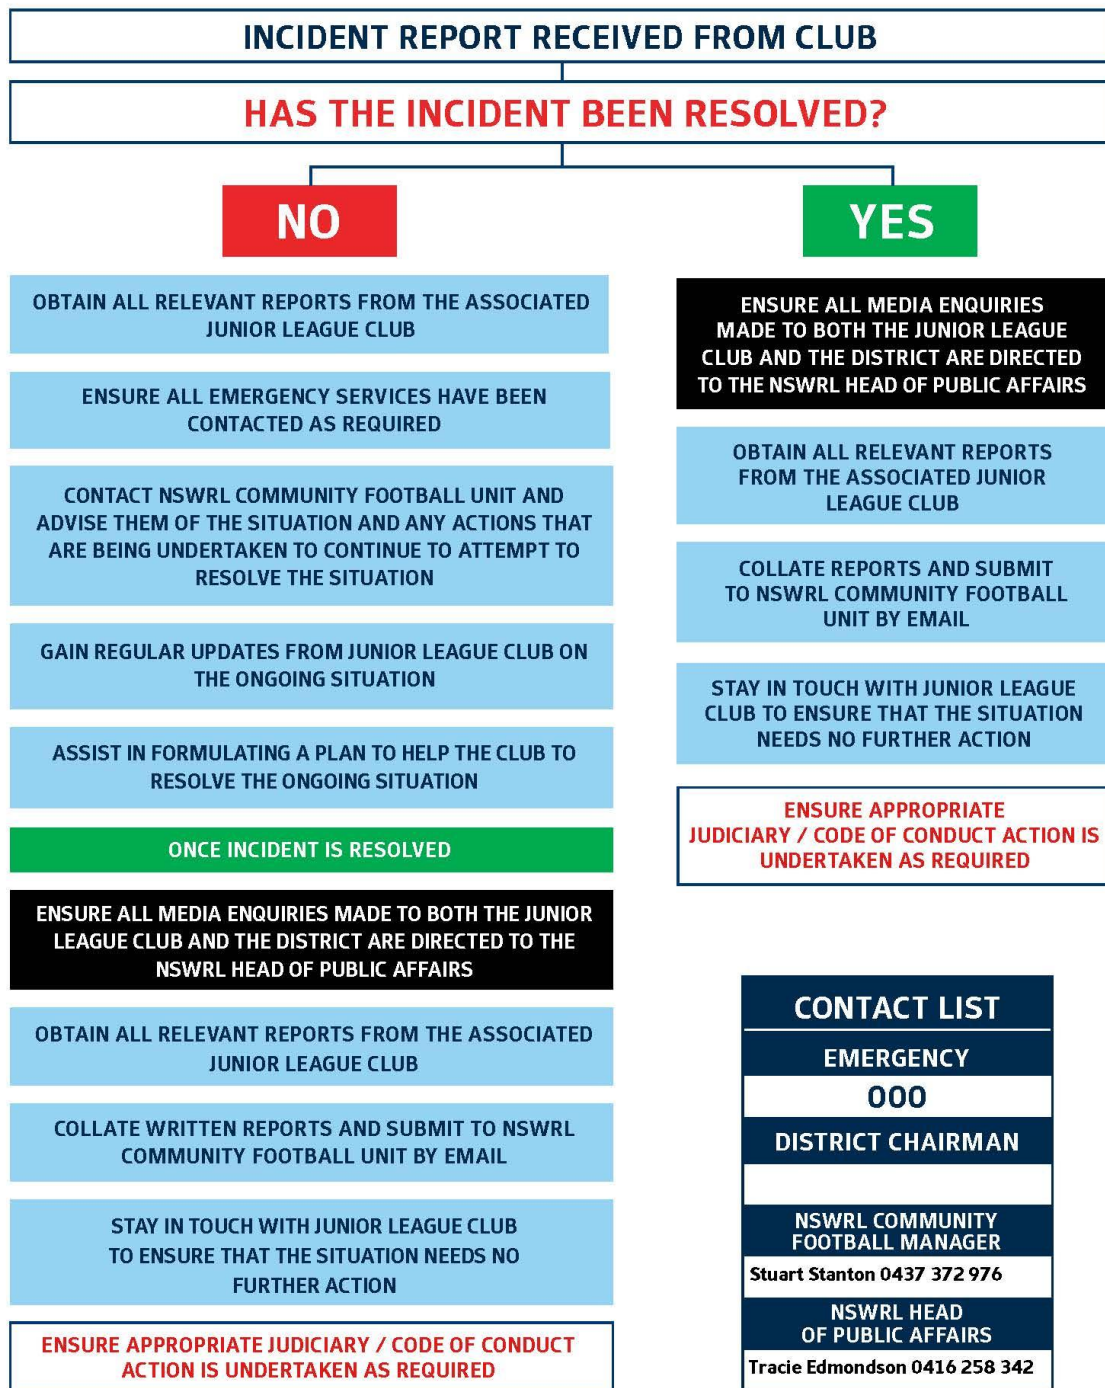 INCIDENT REPORT RECEIVED FROM CLUB
HAS THE INCIDENT BEEN RESOLVED?
NO
OBTAIN ALL RELEVANT REPORTS FROM THE ASSOCIATED
JUNIOR LEAGUE CLUB
ENSURE ALL EMERGENCY SERVICES HAVE BEEN
CONTACTED AS REQUIRED
CONTACT NSWRL COMMUNITY FOOTBALL UNIT AND
ADVISE THEM OF THE SITUATION AND ANY ACTIONS THAT
ARE BEING UNDERTAKEN TO CONTINUE TO ATTEMPT TO
RESOLVE THE SITUATION
GAIN REGULAR UPDATES FROM JUNIOR LEAGUE CLUB ON
THE ONGOING SITUATION
ASSIST IN FORMULATING A PLAN TO HELP THE CLUB TO
RESOLVE THE ONGOING SITUATION
ONCE INCIDENT IS RESOLVED
ENSURE ALL MEDIA ENQUIRIES MADE TO BOTH THE JUNIOR
LEAGUE CLUB AND THE DISTRICT ARE DIRECTED TO THE
NSWRL HEAD OF PUBLIC AFFAIRS
OBTAIN ALL RELEVANT REPORTS FROM THE ASSOCIATED
JUNIOR LEAGUE CLUB
COLLATE WRITTEN REPORTS AND SUBMIT TO NSWRL
COMMUNITY FOOTBALL UNIT BY EMAIL
STAY IN TOUCH WITH JUNIOR LEAGUE CLUB
TO ENSURE THAT THE SITUATION NEEDS NO
FURTHER ACTION
ENSURE APPROPRIATE JUDICIARY / CODE OF CONDUCT
ACTION IS UNDERTAKEN AS REQUIRED
YES
ENSURE ALL MEDIA ENQUIRIES
MADE TO BOTH THE JUNIOR LEAGUE
CLUB AND THE DISTRICT ARE DIRECTED
TO THE NSWRL HEAD OF PUBLIC AFFAIRS
OBTAIN ALL RELEVANT REPORTS
FROM THE ASSOCIATED JUNIOR
LEAGUE CLUB
COLLATE REPORTS AND SUBMIT
TO NSWRL COMMUNITY FOOTBALL
UNIT BY EMAIL
STAY IN TOUCH WITH JUNIOR LEAGUE
CLUB TO ENSURE THAT THE SITUATION
NEEDS NO FURTHER ACTION
ENSURE APPROPRIATE
JUDICIARY / CODE OF CONDUCT ACTION IS
UNDERTAKEN AS REQUIRED
CONTACT LIST
EMERGENCY
000
DISTRICT CHAIRMAN
NSWRL COMMUNITY
FOOTBALL MANAGER
Stuart Stanton 0437 372 976
NSWRL HEAD
OF PUBLIC AFFAIRS
Tracie Edmondson 0416 258 342